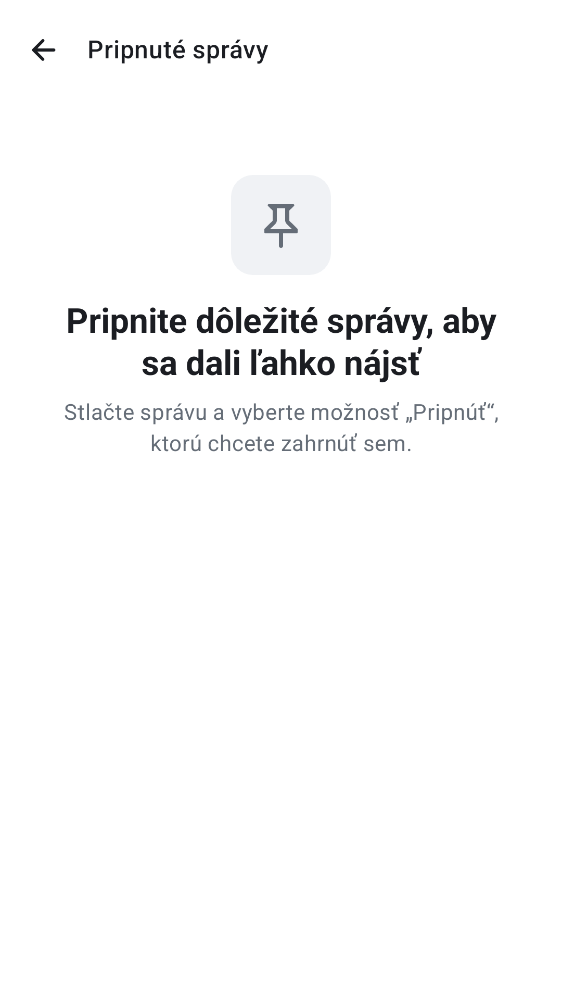 Pripnuté správy
Pripnite dôležité správy, aby
sa dali ľahko nájsť
Stlačte správu a vyberte možnosť „Pripnúť“,
ktorú chcete zahrnúť sem.